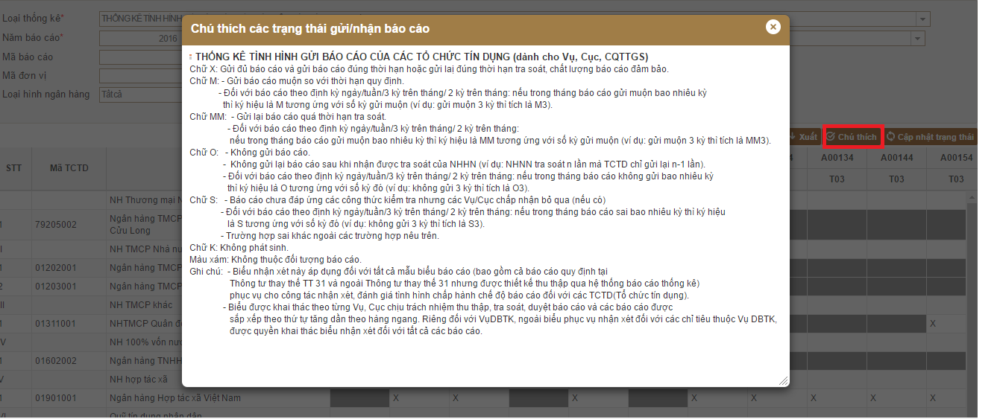 Loại thống kê*
THỐNG KÊ TÌNH HÌNH
Năm báo cáo*
2016
Mã báo cáo
Mã đơn vị
Loại hình ngân hàng
Tất cả
Chú thích các trạng thái gửi/nhận báo cáo
THỐNG KÊ TÌNH HÌNH GỬI BÁO CÁO CỦA CÁC TỔ CHỨC TÍN DỤNG (dành cho Vụ, Cục, CQTTGS)
Chữ X: Gửi đủ báo cáo và gửi báo cáo đúng thời hạn hoặc gửi lại đúng thời hạn tra soát, chất lượng báo cáo đảm bảo.
Chữ M: - Gửi báo cáo muộn so với thời hạn quy định.
- Đối với báo cáo theo định kỳ ngày/tuần/3 kỳ trên tháng/ 2 kỳ trên tháng: nếu trong tháng báo cáo gửi muộn bao nhiêu kỳ
thì ký hiệu là M tương ứng với số kỳ gửi muộn (ví dụ: gửi muộn 3 kỳ thì tích là M3).
Chữ MM: - Gửi lại báo cáo quá thời hạn tra soát.
- Đối với báo cáo theo định kỳ ngày/tuần/3 kỳ trên tháng/ 2 kỳ trên tháng:
nếu trong tháng báo cáo gửi muộn bao nhiêu kỳ thì ký hiệu là MM tương ứng với số kỳ gửi muộn (ví dụ: gửi muộn 3 kỳ thì tích là MM3).
Chữ O: - Không gửi báo cáo.
- Không gửi lại báo cáo sau khi nhận được tra soát của NHHN (ví dụ: NHNN tra soát n lần mà TCTD chỉ gửi lại n-1 lần).
- Đối với báo cáo theo định kỳ ngày/tuần/3 kỳ trên tháng/ 2 kỳ trên tháng: nếu trong tháng báo cáo không gửi bao nhiêu kỳ
thì ký hiệu là O tương ứng với số kỳ đó (ví dụ: không gửi 3 kỳ thì tích là O3).
Chữ S: - Báo cáo chưa đáp ứng các công thức kiểm tra nhưng các Vụ/Cục chấp nhận bỏ qua (nếu có)
- Đối với báo cáo theo định kỳ ngày/tuần/3 kỳ trên tháng/ 2 kỳ trên tháng: nếu trong tháng báo cáo sai bao nhiêu kỳ thì ký hiệu
là S tương ứng với số kỳ đó (ví dụ: không gửi 3 kỳ thì tích là S3).
- Trường hợp sai khác ngoài các trường hợp nêu trên.
Chữ K: Không phát sinh.
Màu xám: Không thuộc đối tượng báo cáo.
Ghi chú: - Biểu nhận xét này áp dụng đối với tất cả mẫu biểu báo cáo (bao gồm cả báo cáo quy định tại
Thông tư thay thế TT 31 và ngoài Thông tư thay thế 31 nhưng được thiết kế thu thập qua hệ thống báo cáo thống kê)
phục vụ cho công tác nhận xét, đánh giá tình hình chấp hành chế độ báo cáo đối với các TCTD(Tổ chức tín dụng).
- Biểu được khai thác theo từng Vụ, Cục chịu trách nhiệm thu thập, tra soát, duyệt báo cáo và các báo cáo được
sắp xếp theo thứ tự tăng dần theo hàng ngang. Riêng đối với VụDBTK, ngoài biểu phục vụ nhận xét đối với các chỉ tiêu thuộc Vụ DBTK,
được quyền khai thác biểu nhận xét đối với tất cả các báo cáo.
Xuất Chú thích Cập nhật trạng thái
STT Mã TCTD 4 A00134 A00144 A00154
T03 T03 T03
NH Thương mại N
1 79205002 Ngân hàng TMCP
Cửu Long
I NH TMCP Nhà nư
1 01202001 Ngân hàng TMCP
2 01203001 Ngân hàng TMCP
II NH TMCP khác
1 01311001 NHTMCP Quân đ X
V NH 100% vốn nư
1 01602002 Ngân hàng TNHH
V NH hợp tác xã
1 01901001 Ngân hàng Hợp tác xã Việt Nam X X X X X X X X
VI Quỹ tín dụng nhân dân